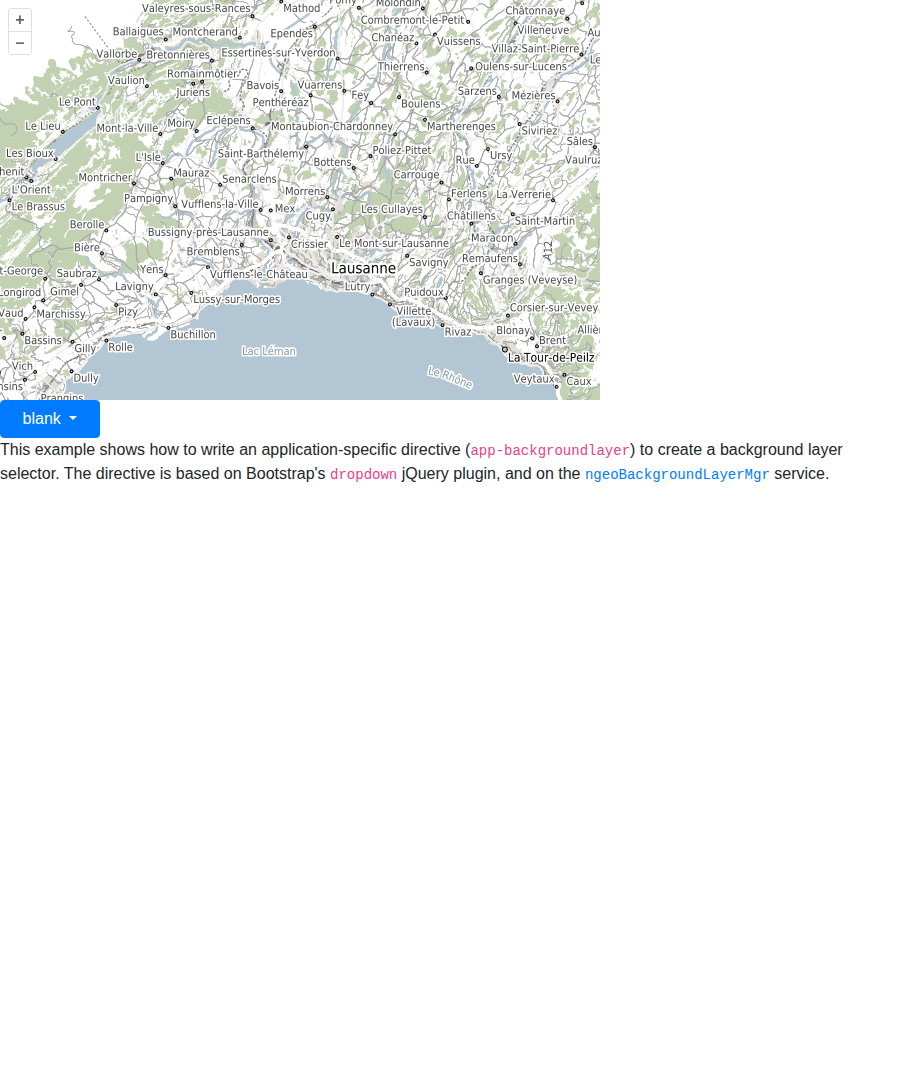 Valeyres-sous-Rances
Mathod
Molondin
Combremont-le-Petit
Châtonnaye
+
Ballaigues
Montcherand
Ependes
Chanéaz
Vuissens
Villeneuve
−
Vallorbe
Bretonnières
Essertines-sur-Yverdon
Villaz-Saint-Pierre
Vaulion
Romainmôtier
Thierrens
Oulens-sur-Lucens
Juriens
Bavois
Vuarrens
Fey
Sarzens
Mézières
Le Pont
Penthéréaz
Boulens
Le Lieu
Mont-la-Ville
Moiry
Eclépens
Montaubion-Chardonney
Martherenges
Siviriez
Les Bioux
L'Isle
Saint-Barthélemy
Bottens
Poliez-Pittet
Rue
Ursy
Sâles
Vaulruz
L'Orient
Montricher
Mauraz
Senarclens
Carrouge
Le Brassus
Pampigny
Vufflens-la-Ville
Mex
Morrens
Cugy
Les Cullayes
Ferlens
La Verrerie
Châtillens
Saint-Martin
Berolle
Bussigny-près-Lausanne
Crissier
Le Mont-sur-Lausanne
Maracon
A12
Bière
Bremblens
Savigny
Remaufens
t-George
Saubraz
Yens
Vufflens-le-Château
Lausanne
Granges (Veveyse)
Longirod
Gimel
Lavigny
Lussy-sur-Morges
Lutry
Puidoux
Vaud
Marchissy
Pizy
Villette
(Lavaux)
Corsier-sur-Vevey
Bassins
Gilly
Rolle
Buchillon
Rivaz
Blonay
Brent
Lac Léman
La Tour-de-Peilz
Vich
Dully
Le Rhône
Veytaux
Caux
Prangins
blank
This example shows how to write an application-specific directive (app-backgroundlayer) to create a background layer
selector. The directive is based on Bootstrap's dropdown jQuery plugin, and on the ngeoBackgroundLayerMgr service.